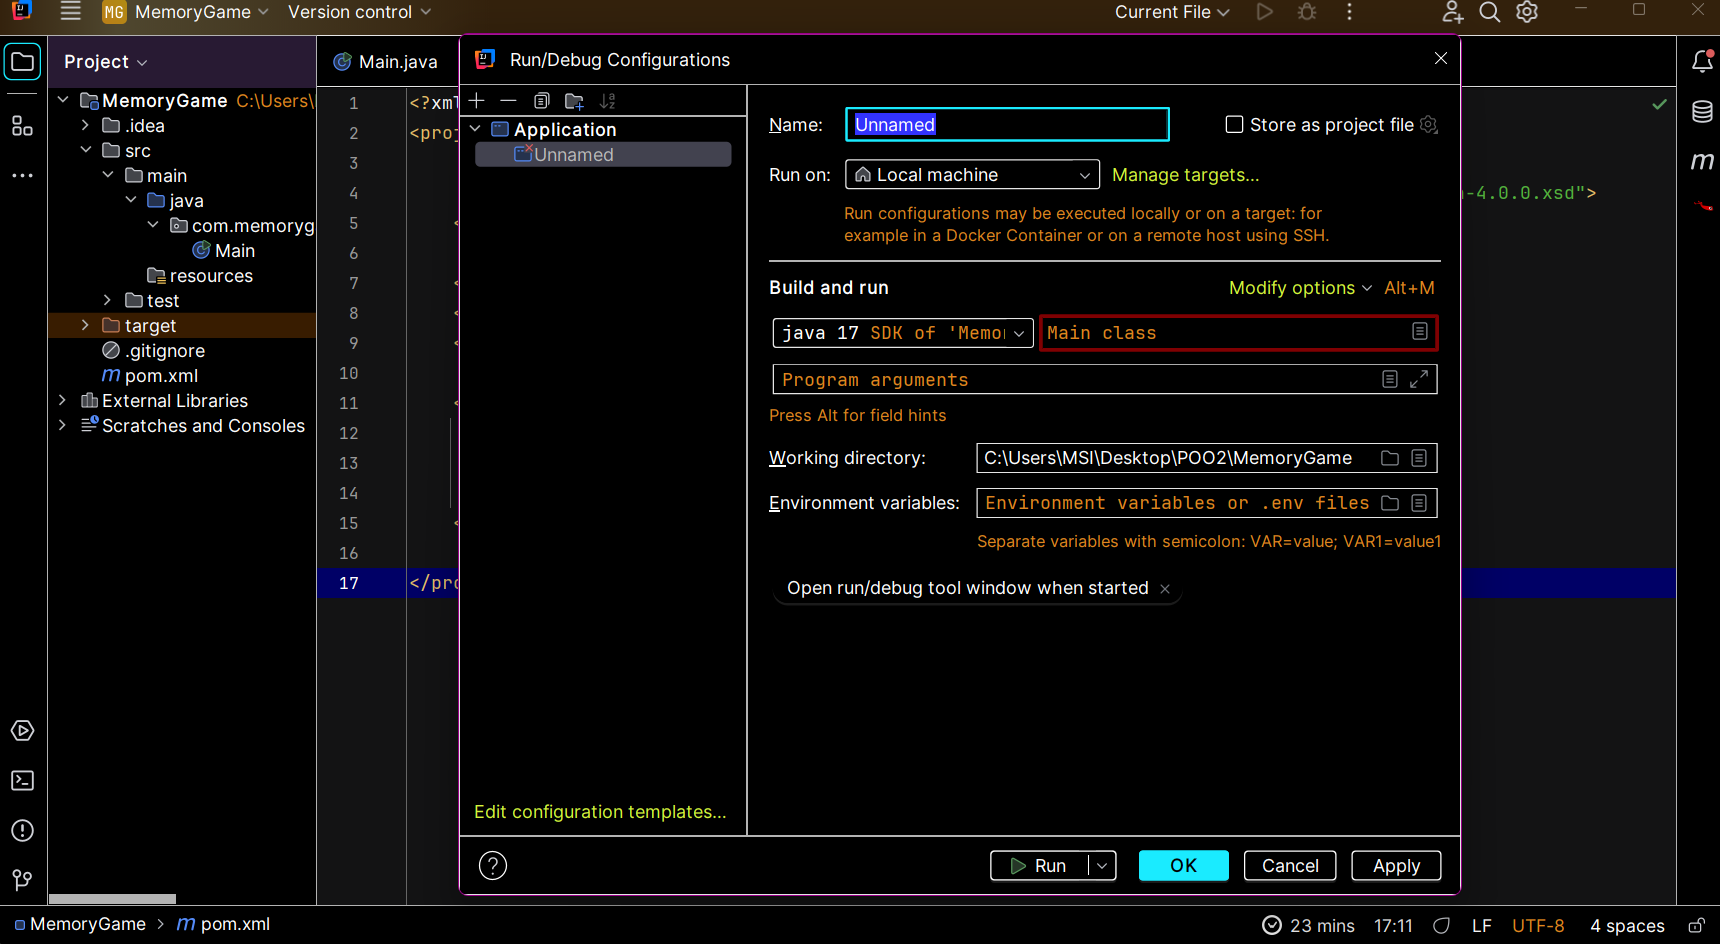 MG MemoryGame Version control Current File
Project
MemoryGame C:\Users\
.idea
src
main
java
com.memoryg
Main
resources
test
target
.gitignore
pom.xml
External Libraries
Scratches and Consoles
Main.java
1 <?xml
2 <proj
3
4 -4.0.0.xsd">
5 <
6
7 <
8 <
9 <
10
11 <
12
13
14
15 <
16
17 </pro
Run/Debug Configurations
Application
Unnamed
Edit configuration templates...
Name: Unnamed Store as project file
Run on: Local machine Manage targets...
Run configurations may be executed locally or on a target: for
example in a Docker Container or on a remote host using SSH.
Build and run Modify options Alt+M
java 17 SDK of 'Memor Main class
Program arguments
Press Alt for field hints
Working directory: C:\Users\MSI\Desktop\POO2\MemoryGame
Environment variables: Environment variables or .env files
Separate variables with semicolon: VAR=value; VAR1=value1
Open run/debug tool window when started
? Run OK Cancel Apply
MemoryGame > m pom.xml 23 mins 17:11 LF UTF-8 4 spaces